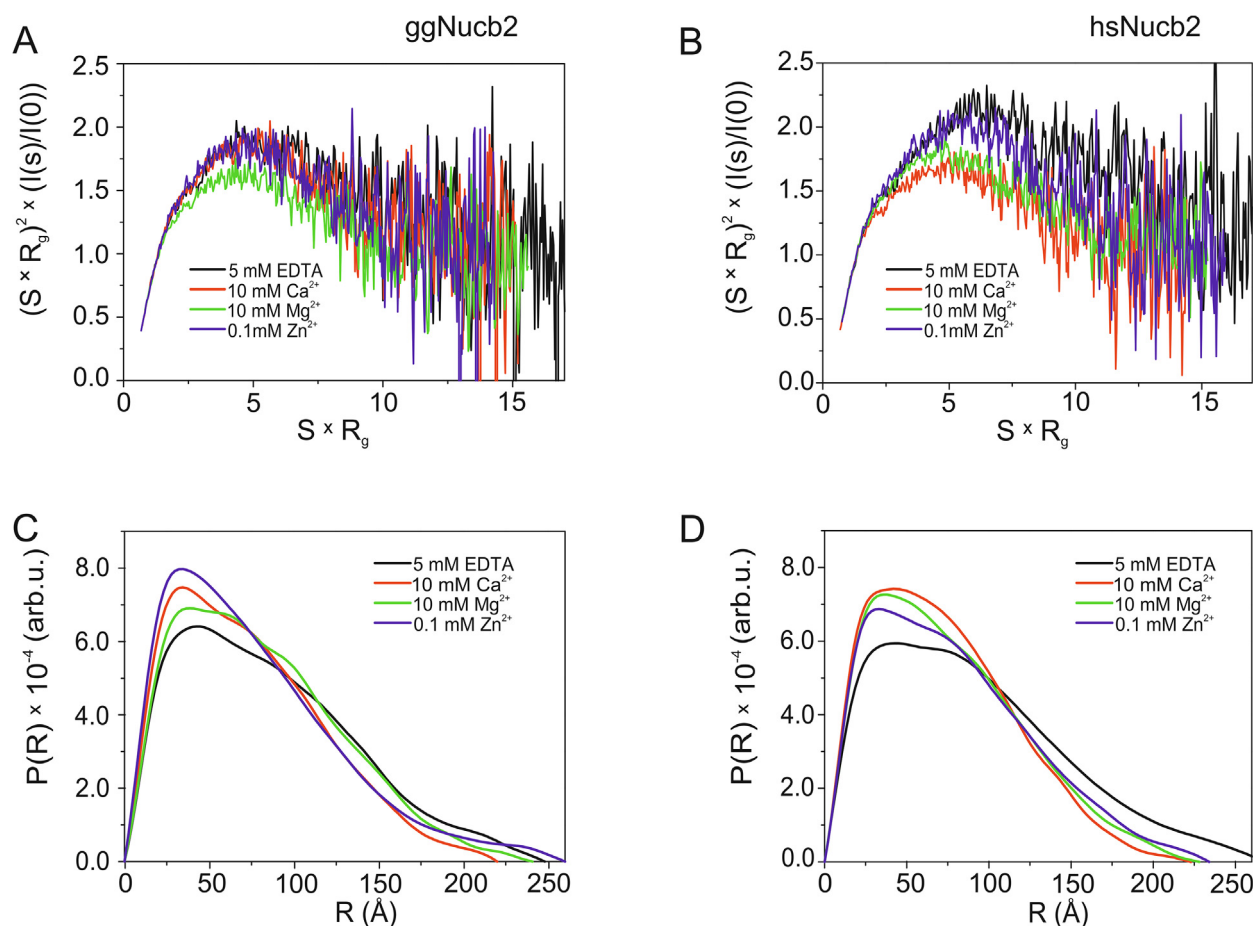 A
ggNucb2
(S × Rg)² × (I(s)/I(0))
2.5
2.0
1.5
1.0
0.5
0.0
5 mM EDTA
10 mM Ca²⁺
10 mM Mg²⁺
0.1mM Zn²⁺
0
5
10
15
S × Rg
B
hsNucb2
(S × Rg)² × (I(s)/I(0))
2.5
2.0
1.5
1.0
0.5
0.0
5 mM EDTA
10 mM Ca²⁺
10 mM Mg²⁺
0.1mM Zn²⁺
0
5
10
15
S × Rg
C
P(R) × 10⁻⁴ (arb.u.)
8.0
6.0
4.0
2.0
0.0
5 mM EDTA
10 mM Ca²⁺
10 mM Mg²⁺
0.1 mM Zn²⁺
0
50
100
150
200
250
R (Å)
D
P(R) × 10⁻⁴ (arb.u.)
8.0
6.0
4.0
2.0
0.0
5 mM EDTA
10 mM Ca²⁺
10 mM Mg²⁺
0.1 mM Zn²⁺
0
50
100
150
200
250
R (Å)